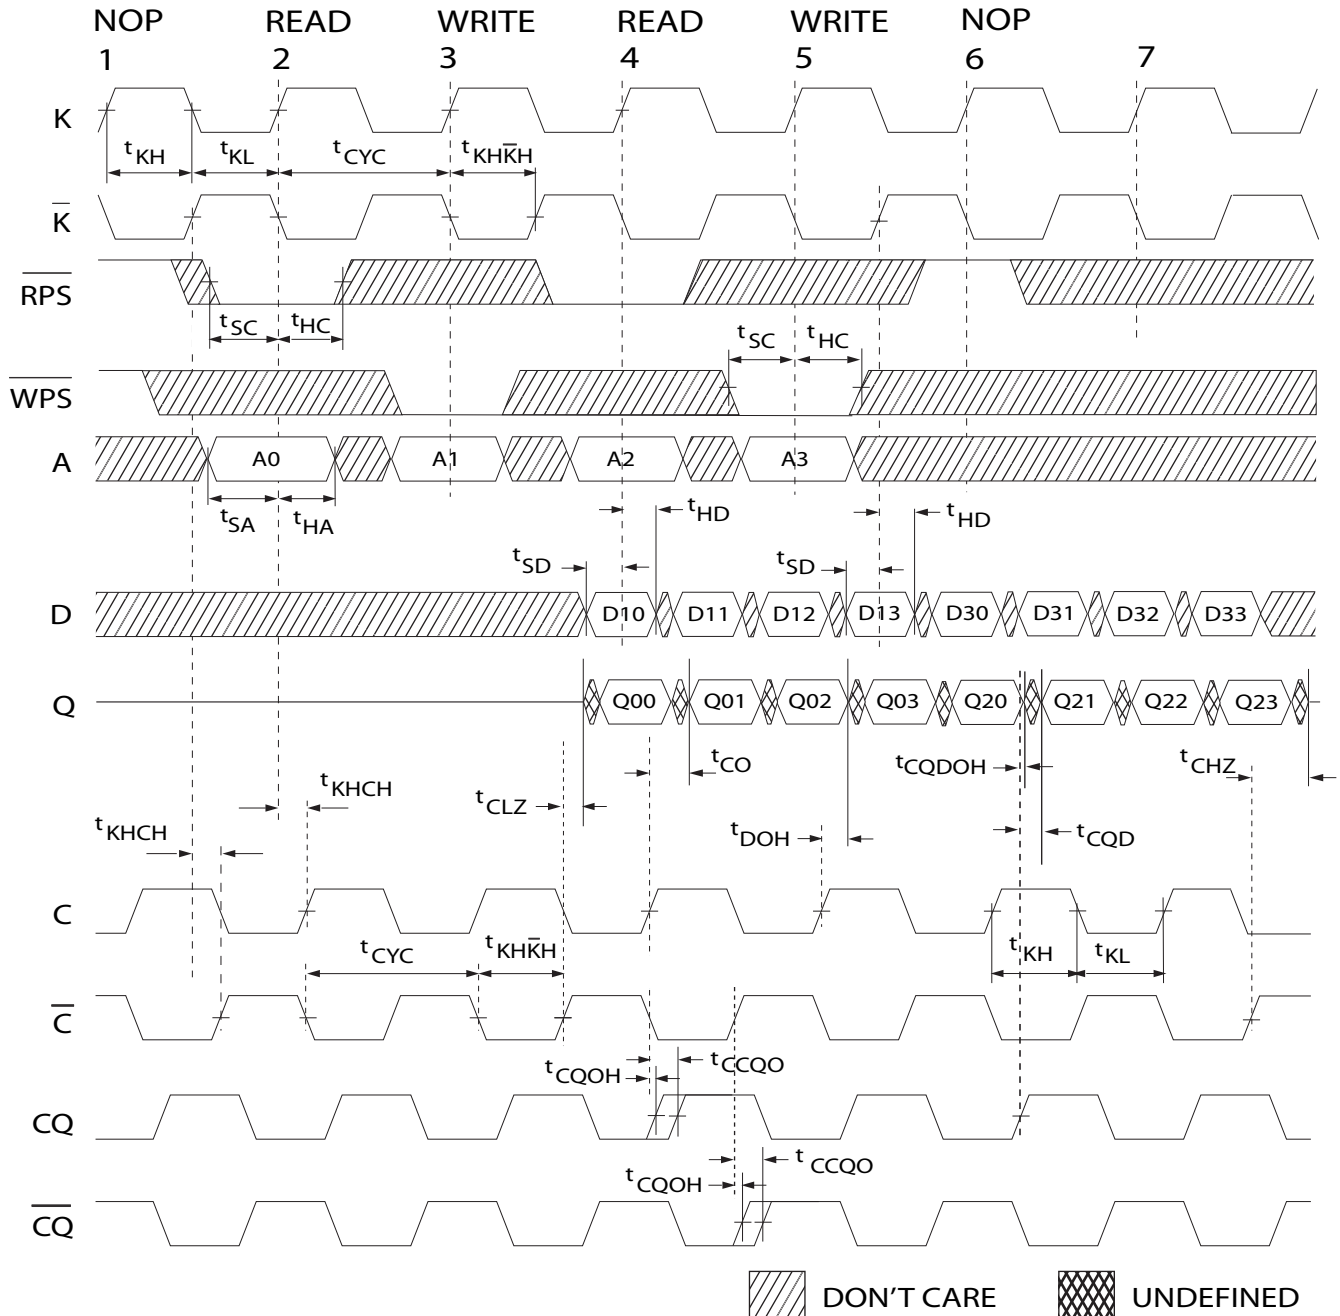 NOP READ WRITE READ WRITE NOP
1 2 3 4 5 6 7
K
tKH tKL tCYC tKHK̅H
K̅
R̅P̅S̅
tSC tHC
tSC tHC
W̅P̅S̅
A A0 A1 A2 A3
tSA tHA
tHD tHD
tSD tSD
D D10 D11 D12 D13 D30 D31 D32 D33
Q Q00 Q01 Q02 Q03 Q20 Q21 Q22 Q23
tCO tCQDOH tCHZ
tKHCH tCLZ
tKHCH tDOH tCQD
C
tCYC tKHK̅H tKH tKL
C̅
tCQOH tCCQO
CQ
tCQOH tCCQO
C̅Q̅
DON'T CARE UNDEFINED